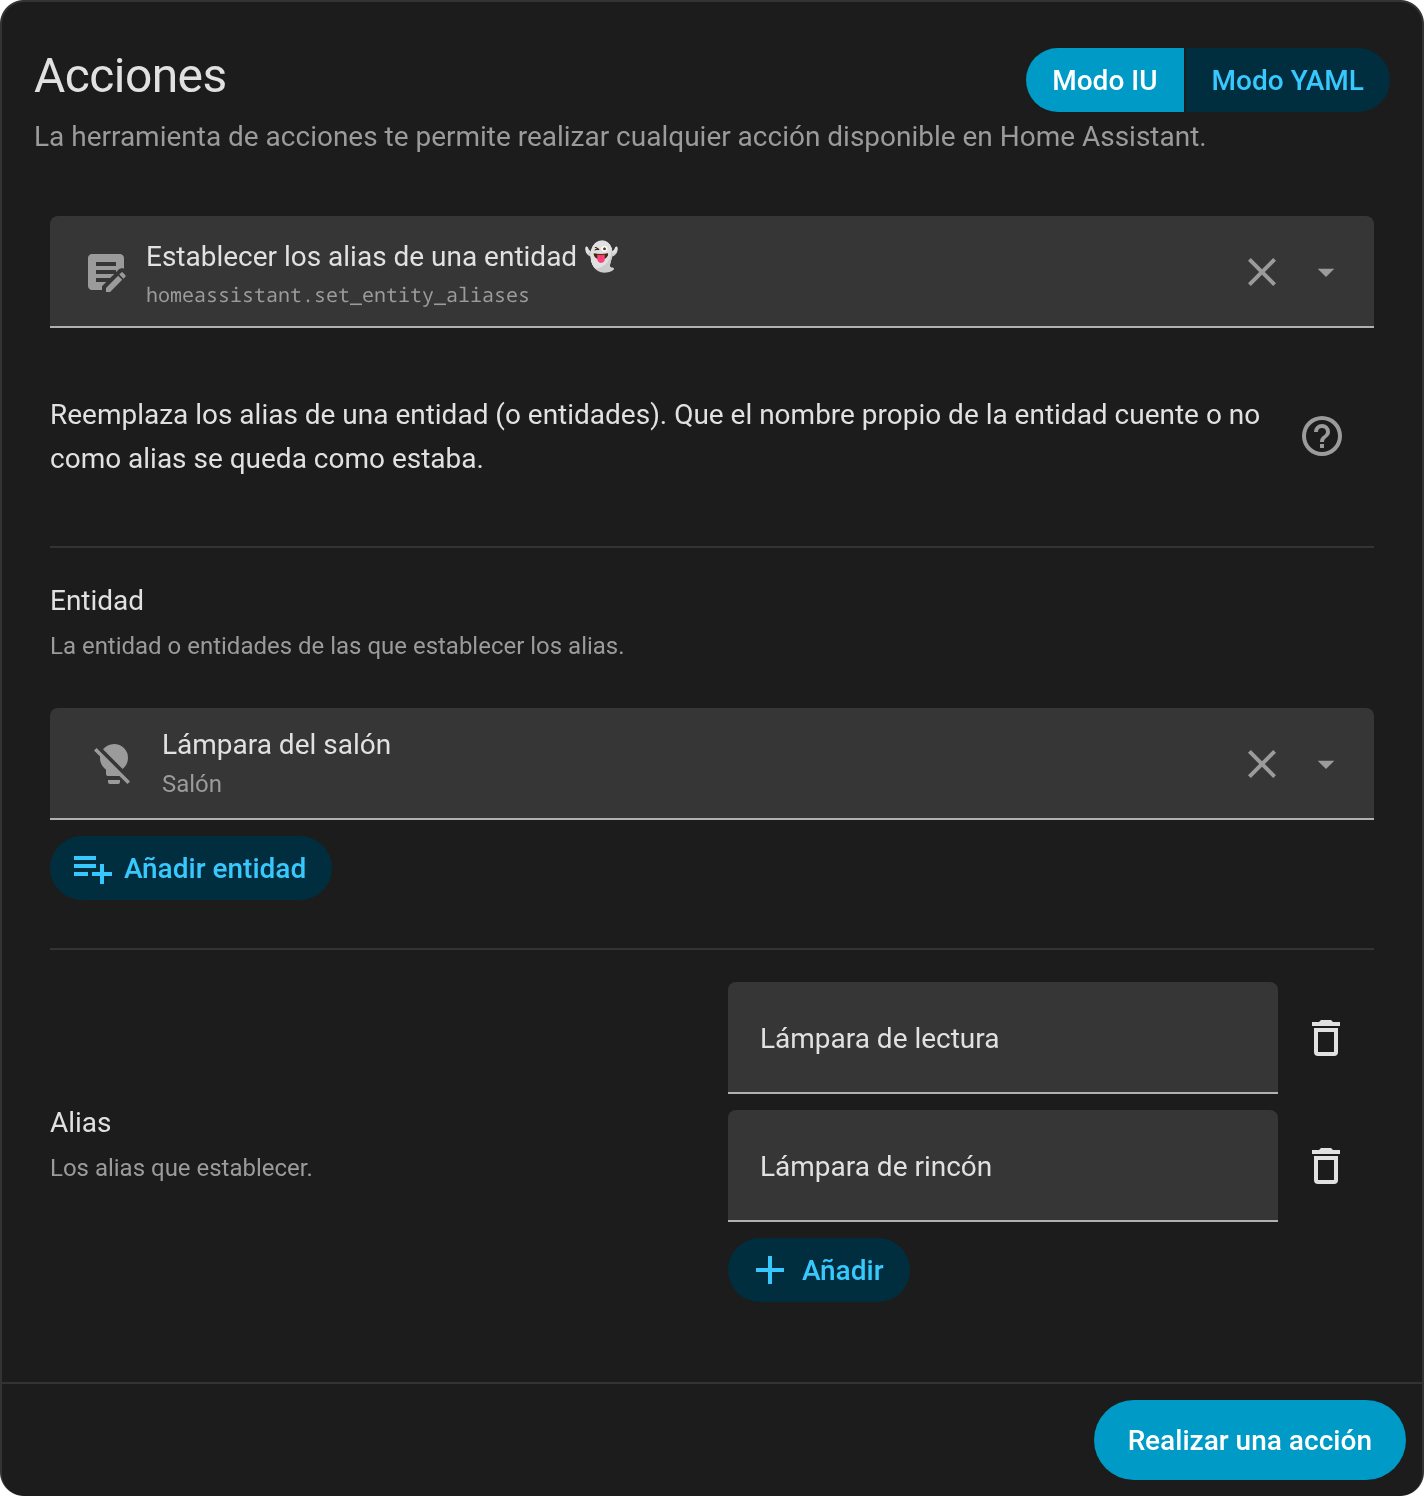 Acciones
Modo IU
Modo YAML
La herramienta de acciones te permite realizar cualquier acción disponible en Home Assistant.
Establecer los alias de una entidad 👻
homeassistant.set_entity_aliases
Reemplaza los alias de una entidad (o entidades). Que el nombre propio de la entidad cuente o no
como alias se queda como estaba.
Entidad
La entidad o entidades de las que establecer los alias.
Lámpara del salón
Salón
Añadir entidad
Alias
Los alias que establecer.
Lámpara de lectura
Lámpara de rincón
Añadir
Realizar una acción